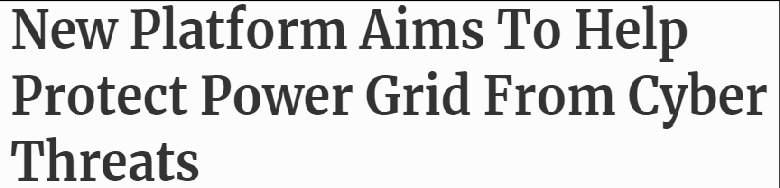 New Platform Aims To Help
Protect Power Grid From Cyber
Threats